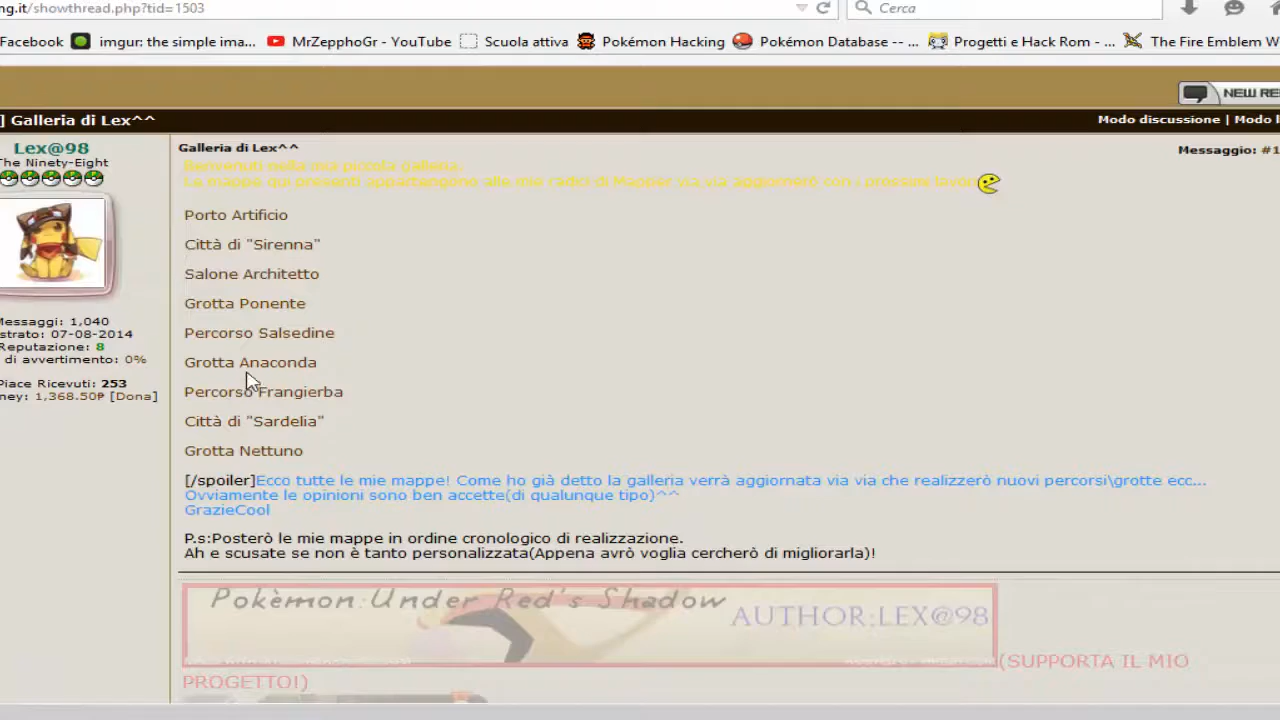 ng.it/showthread.php?tid=1503
Cerca
Facebook
imgur: the simple ima...
MrZepphoGr - YouTube
Scuola attiva
Pokémon Hacking
Pokémon Database -- ...
Progetti e Hack Rom - ...
The Fire Emblem W
NEW RE
] Galleria di Lex^^
Modo discussione | Modo l
Lex@98
The Ninety-Eight
Messaggi: 1,040
strato: 07-08-2014
Reputazione: 8
di avvertimento: 0%
Piace Ricevuti: 253
ney: 1,368.50₽ [Dona]
Galleria di Lex^^
Messaggio: #1
Benvenuti nella mia piccola galleria.
Le mappe qui presenti appartengono alle mie radici di Mapper via via aggiornerò con i prossimi lavori
Porto Artificio
Città di "Sirenna"
Salone Architetto
Grotta Ponente
Percorso Salsedine
Grotta Anaconda
Percorso Frangierba
Città di "Sardelia"
Grotta Nettuno
[/spoiler]Ecco tutte le mie mappe! Come ho già detto la galleria verrà aggiornata via via che realizzerò nuovi percorsi\grotte ecc...
Ovviamente le opinioni sono ben accette(di qualunque tipo)^^
GrazieCool
P.s:Posterò le mie mappe in ordine cronologico di realizzazione.
Ah e scusate se non è tanto personalizzata(Appena avrò voglia cercherò di migliorarla)!
Pokèmon:Under Red's Shadow
AUTHOR:LEX@98
(SUPPORTA IL MIO
PROGETTO!)